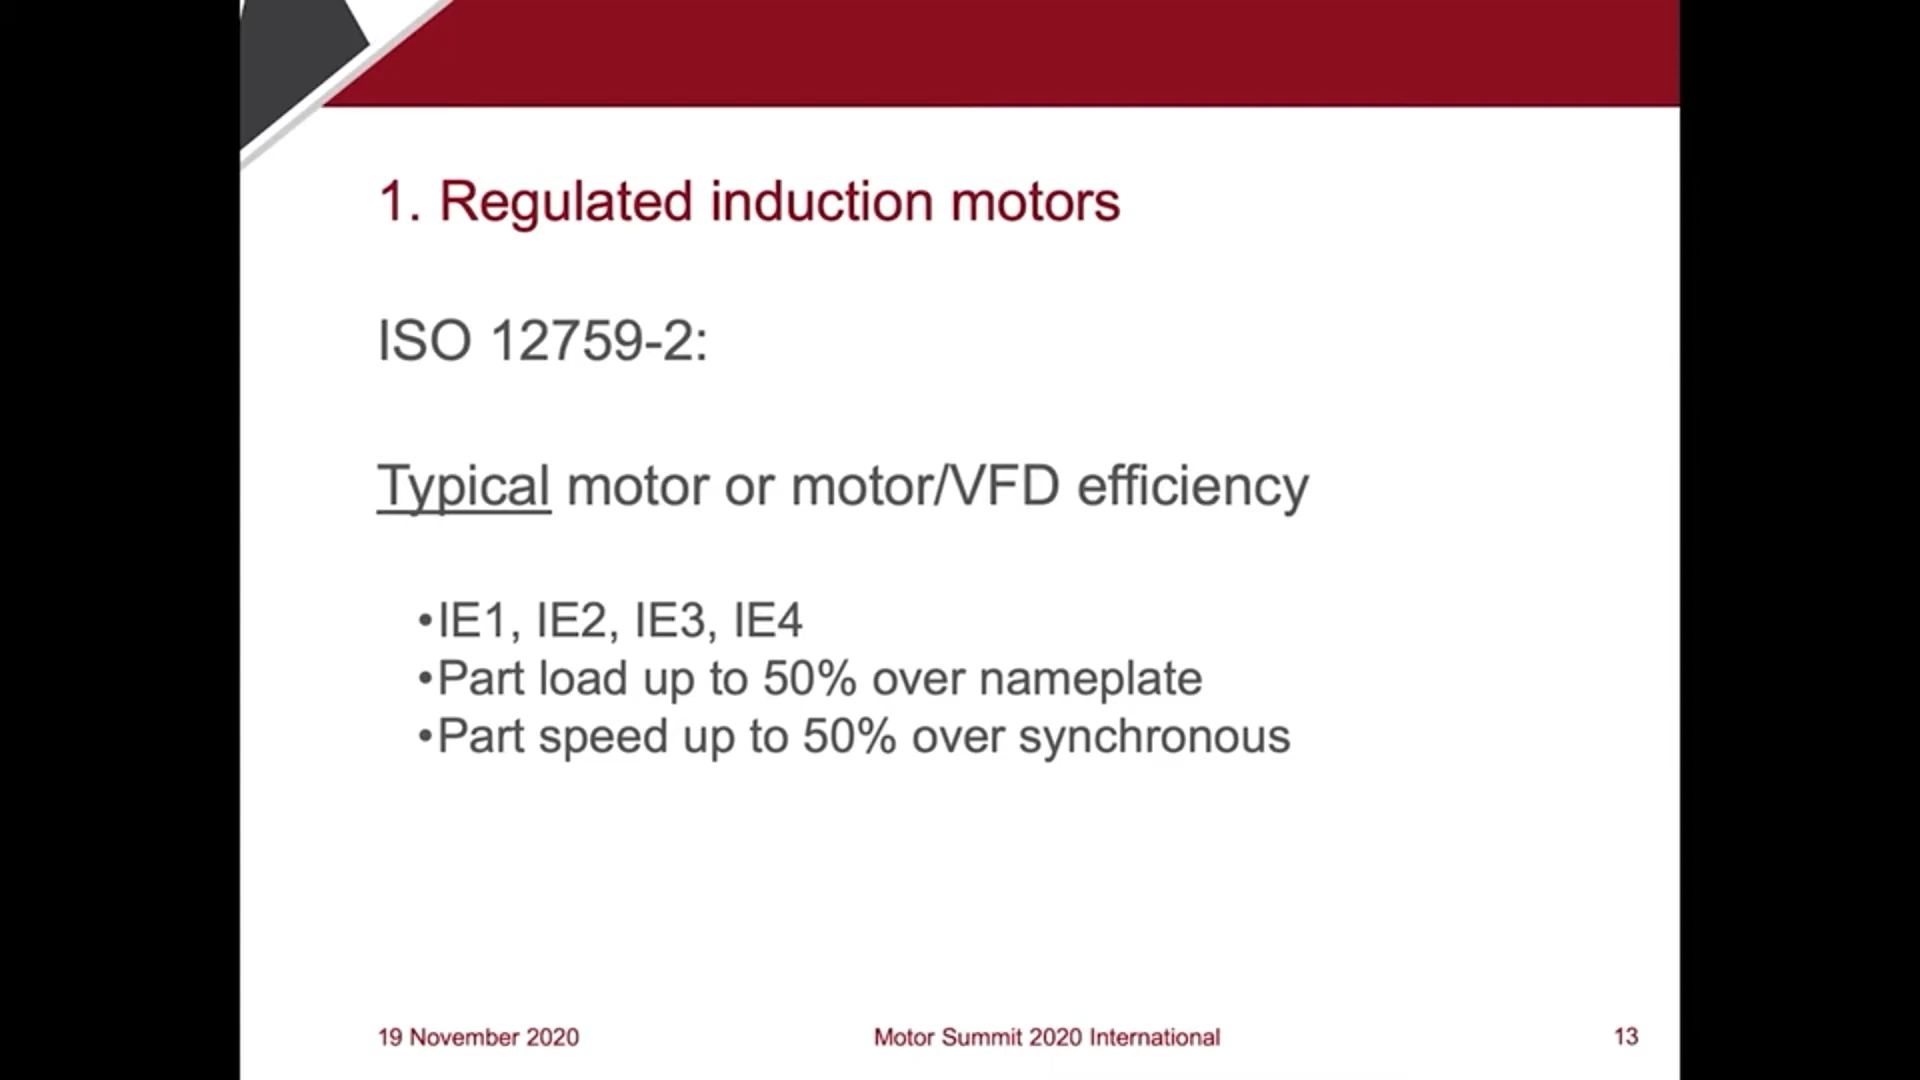 1. Regulated induction motors
ISO 12759-2:
Typical motor or motor/VFD efficiency
•IE1, IE2, IE3, IE4
•Part load up to 50% over nameplate
•Part speed up to 50% over synchronous
19 November 2020
Motor Summit 2020 International
13